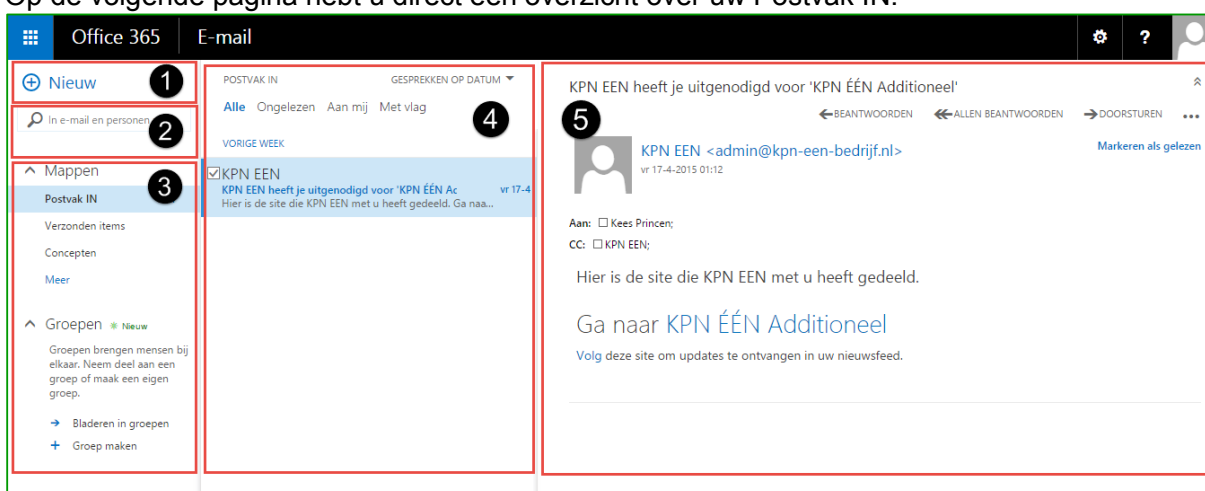 Op de volgende pagina hebt u direct een overzicht over uw Postvak IN.
Office 365 E-mail ?
Nieuw 1
In e-mail en personen 2
Mappen 3
Postvak IN
Verzonden items
Concepten
Meer
Groepen Nieuw
Groepen brengen mensen bij
elkaar. Neem deel aan een
groep of maak een eigen
groep.
Bladeren in groepen
Groep maken
POSTVAK IN GESPREKKEN OP DATUM
Alle Ongelezen Aan mij Met vlag 4
VORIGE WEEK
KPN EEN
KPN EEN heeft je uitgenodigd voor 'KPN ÉÉN Ac vr 17-4
Hier is de site die KPN EEN met u heeft gedeeld. Ga naa...
KPN EEN heeft je uitgenodigd voor 'KPN ÉÉN Additioneel'
5 BEANTWOORDEN ALLEN BEANTWOORDEN DOORSTUREN ...
KPN EEN <admin@kpn-een-bedrijf.nl> Markeren als gelezen
vr 17-4-2015 01:12
Aan: Kees Princen;
CC: KPN EEN;
Hier is de site die KPN EEN met u heeft gedeeld.
Ga naar KPN ÉÉN Additioneel
Volg deze site om updates te ontvangen in uw nieuwsfeed.